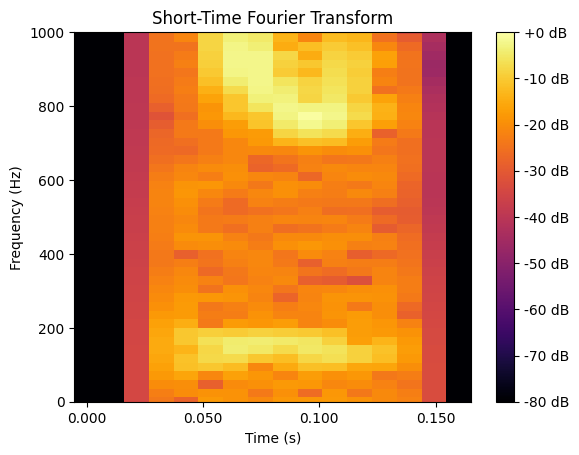 Short-Time Fourier Transform
1000
800
600
400
200
0
Frequency (Hz)
0.000
0.050
0.100
0.150
Time (s)
+0 dB
-10 dB
-20 dB
-30 dB
-40 dB
-50 dB
-60 dB
-70 dB
-80 dB